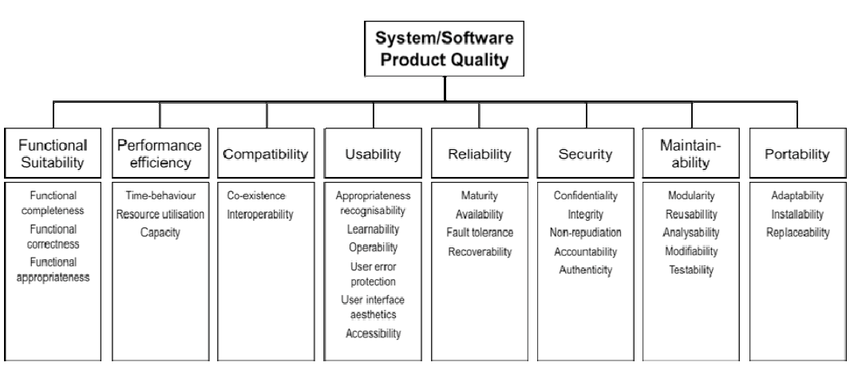 System/Software
Product Quality
Functional
Suitability
Performance
efficiency
Compatibility
Usability
Reliability
Security
Maintain-
ability
Portability
Functional
completeness
Functional
correctness
Functional
appropriateness
Time-behaviour
Resource utilisation
Capacity
Co-existence
Interoperability
Appropriateness
recognisability
Learnability
Operability
User error
protection
User interface
aesthetics
Accessibility
Maturity
Availability
Fault tolerance
Recoverability
Confidentiality
Integrity
Non-repudiation
Accountability
Authenticity
Modularity
Reusability
Analysability
Modifiability
Testability
Adaptability
Installability
Replaceability